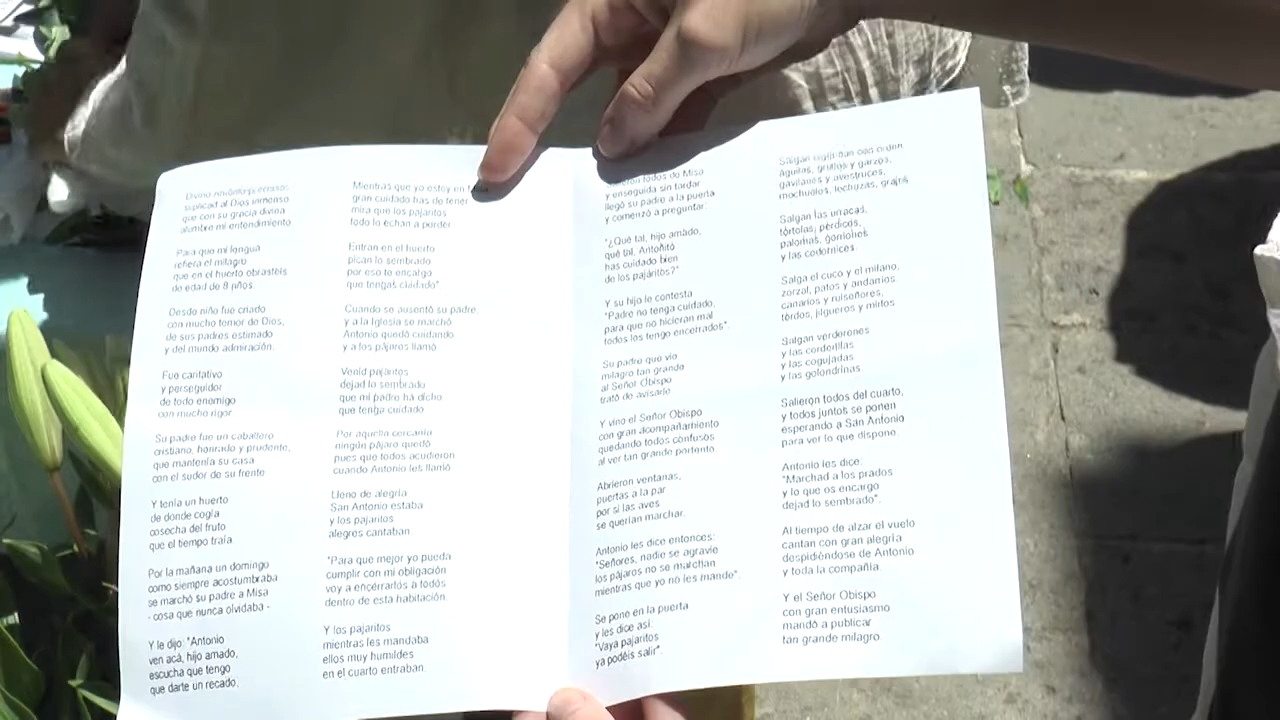 Divino Antonio precioso,
suplicad al Dios inmenso
que con su gracia divina
alumbre mi entendimiento
Para que mi lengua
refiera el milagro
que en el huerto obrasteis
de edad de 8 años.
Desde niño fue criado
con mucho temor de Dios,
de sus padres estimado
y del mundo admiración.
Fue caritativo
y perseguidor
de todo enemigo
con mucho rigor
Su padre fue un caballero
cristiano, honrado y prudente,
que mantenía su casa
con el sudor de su frente
Y tenía un huerto
de donde cogía
cosecha del fruto
que el tiempo traía.
Por la mañana un domingo
como siempre acostumbraba
se marchó su padre a Misa
- cosa que nunca olvidaba -
Y le dijo: "Antonio
ven acá, hijo amado,
escucha que tengo
que darte un recado.
Mientras que yo estoy en Misa
gran cuidado has de tener
mira que los pajaritos
todo lo echan a perder
Entran en el huerto
pican lo sembrado
por eso te encargo
que tengas cuidado"
Cuando se ausentó su padre,
y a la Iglesia se marchó
Antonio quedó cuidando
y a los pájaros llamó
Venid pajaritos
dejad lo sembrado
que mi padre ha dicho
que tenga cuidado
Por aquella cercanía
ningún pájaro quedó
pues que todos acudieron
cuando Antonio les llamó
Lleno de alegría
San Antonio estaba
y los pajaritos
alegres cantaban
"Para que mejor yo pueda
cumplir con mi obligación
voy a encerrarlos a todos
dentro de esta habitación.
Y los pajaritos
mientras les mandaba
ellos muy humildes
en el cuarto entraban.
todos de Misa
y enseguida sin tardar
llegó su padre a la puerta
y comenzó a preguntar:
"¿Qué tal, hijo amado,
qué tal, Antoñito
has cuidado bien
de los pajaritos?"
Y su hijo le contesta
"Padre no tenga cuidado,
para que no hicieran mal
todos los tengo encerrados".
Su padre que vio
milagro tan grande
al Señor Obispo
trató de avisarle
Y vino el Señor Obispo
con gran acompañamiento
quedando todos confusos
al ver tan grande portento.
Abrieron ventanas,
puertas a la par
por si las aves
se querían marchar.
Antonio les dice entonces:
"Señores, nadie se agravie
los pájaros no se marchan
mientras que yo no les mande".
Se pone en la puerta
y les dice así:
"Vaya pajaritos
ya podéis salir".
Salgan cigüeñas con orden
águilas, grullas y garzas,
gavilanes y avestruces,
mochuelos, lechuzas, grajas
Salgan las urracas,
tórtolas, perdices,
palomas, gorriones
y las codornices.
Salga el cuco y el milano,
zorzal, patos y andarríos
canarios y ruiseñores,
tordos, jilgueros y mirlos
Salgan verderones
y las corderillas
y las cogujadas
y las golondrinas.
Salieron todos del cuarto,
y todos juntos se ponen
esperando a San Antonio
para ver lo que dispone.
Antonio les dice:
"Marchad a los prados
y lo que os encargo
dejad lo sembrado".
Al tiempo de alzar el vuelo
cantan con gran alegría
despidiéndose de Antonio
y toda la compañía
Y el Señor Obispo
con gran entusiasmo
mandó a publicar
tan grande milagro.